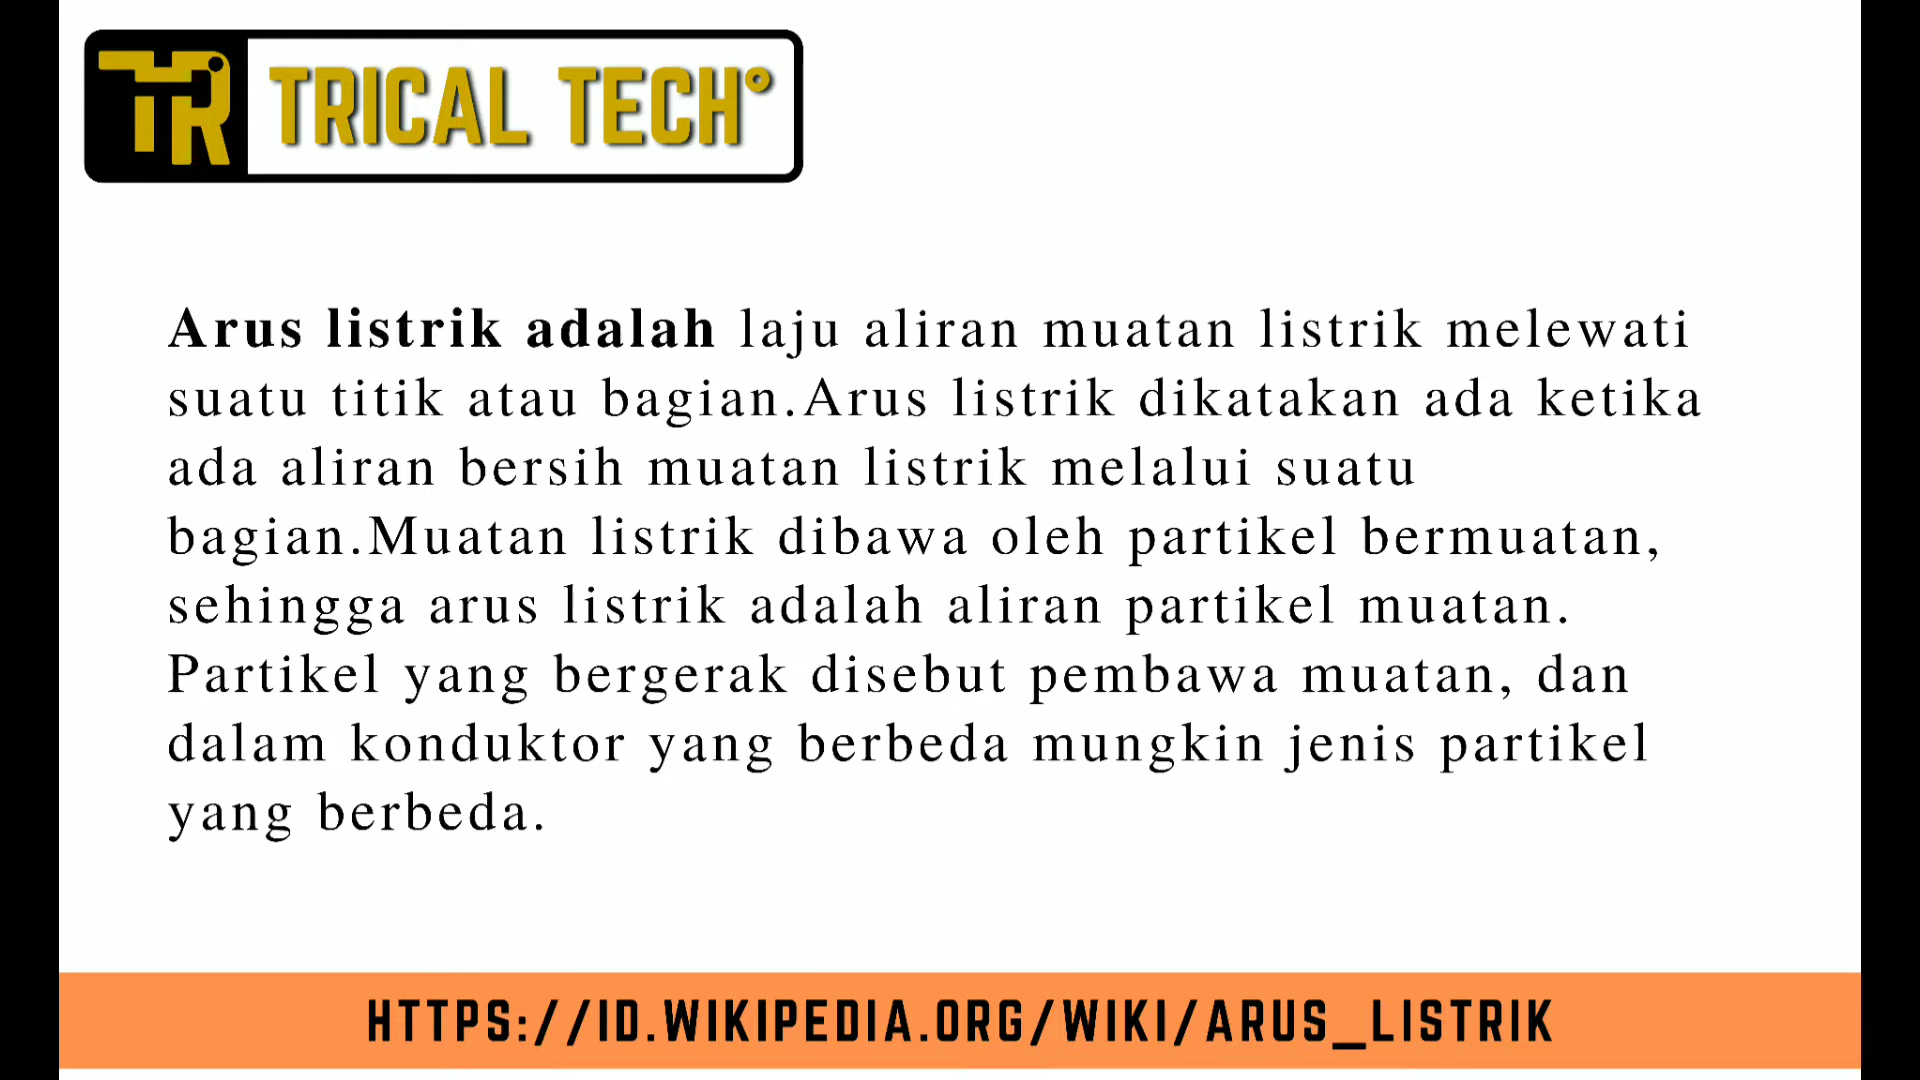 TR TRICAL TECH°
Arus listrik adalah laju aliran muatan listrik melewati
suatu titik atau bagian.Arus listrik dikatakan ada ketika
ada aliran bersih muatan listrik melalui suatu
bagian.Muatan listrik dibawa oleh partikel bermuatan,
sehingga arus listrik adalah aliran partikel muatan.
Partikel yang bergerak disebut pembawa muatan, dan
dalam konduktor yang berbeda mungkin jenis partikel
yang berbeda.
HTTPS://ID.WIKIPEDIA.ORG/WIKI/ARUS_LISTRIK